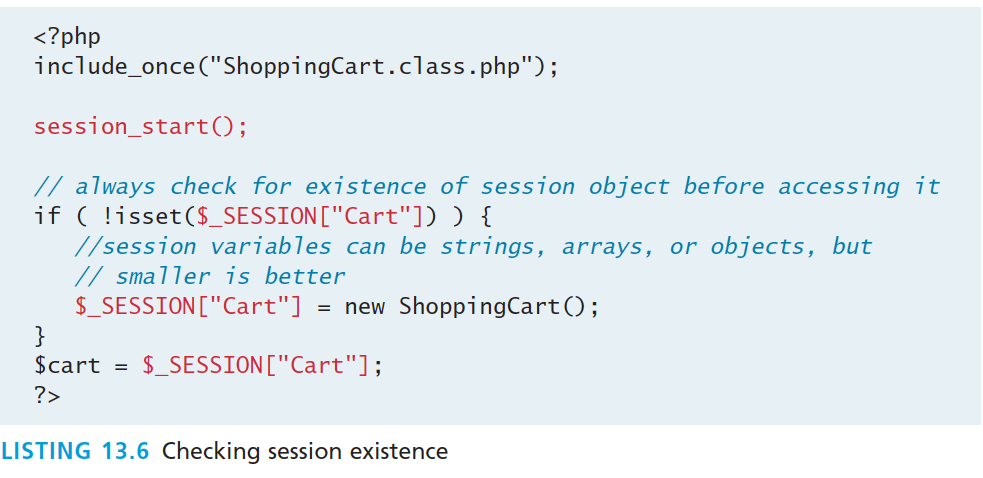 <?php
include_once("ShoppingCart.class.php");
session_start();
// always check for existence of session object before accessing it
if ( !isset($_SESSION["Cart"]) ) {
//session variables can be strings, arrays, or objects, but
// smaller is better
$_SESSION["Cart"] = new ShoppingCart();
}
$cart = $_SESSION["Cart"];
?>
LISTING 13.6 Checking session existence